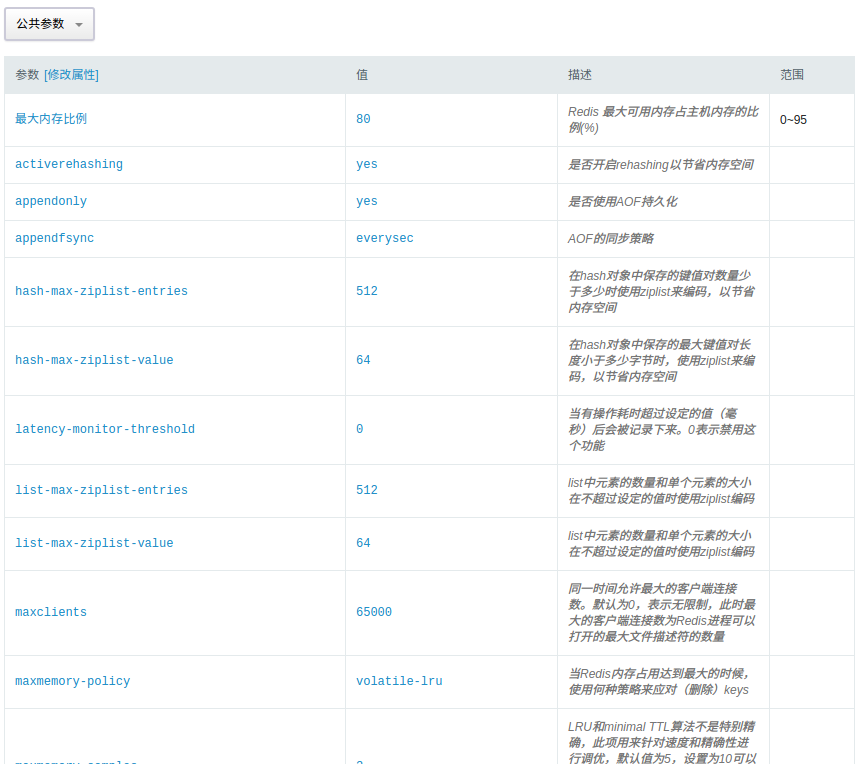 公共参数
参数 [修改属性] 值 描述 范围
最大内存比例 80 Redis 最大可用内存占主机内存的比 0~95
例(%)
activerehashing yes 是否开启rehashing以节省内存空间
appendonly yes 是否使用AOF持久化
appendfsync everysec AOF的同步策略
hash-max-ziplist-entries 512 在hash对象中保存的键值对数量少
于多少时使用ziplist来编码，以节省
内存空间
hash-max-ziplist-value 64 在hash对象中保存的最大键值对长
度小于多少字节时，使用ziplist来编
码，以节省内存空间
latency-monitor-threshold 0 当有操作耗时超过设定的值（毫
秒）后会被记录下来。0表示禁用这
个功能
list-max-ziplist-entries 512 list中元素的数量和单个元素的大小
在不超过设定的值时使用ziplist编码
list-max-ziplist-value 64 list中元素的数量和单个元素的大小
在不超过设定的值时使用ziplist编码
maxclients 65000 同一时间允许最大的客户端连接
数。默认为0，表示无限制，此时最
大的客户端连接数为Redis进程可以
打开的最大文件描述符的数量
maxmemory-policy volatile-lru 当Redis内存占用达到最大的时候，
使用何种策略来应对（删除）keys
LRU和minimal TTL算法不是特别精
确，此项用来针对速度和精确性进
行调优，默认值为5，设置为10可以